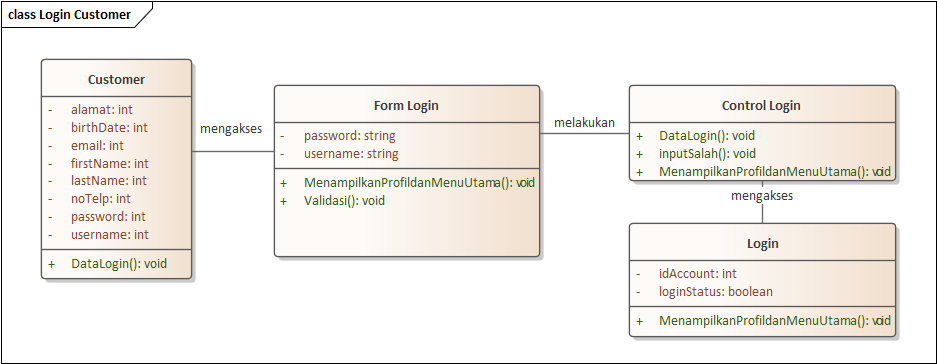 class Login Customer
Customer
- alamat: int
- birthDate: int
- email: int
- firstName: int
- lastName: int
- noTelp: int
- password: int
- username: int
+ DataLogin(): void
mengakses
Form Login
- password: string
- username: string
+ MenampilkanProfildanMenuUtama(): void
+ Validasi(): void
melakukan
Control Login
+ DataLogin(): void
+ inputSalah(): void
+ MenampilkanProfildanMenuUtama(): void
mengakses
Login
- idAccount: int
- loginStatus: boolean
+ MenampilkanProfildanMenuUtama(): void